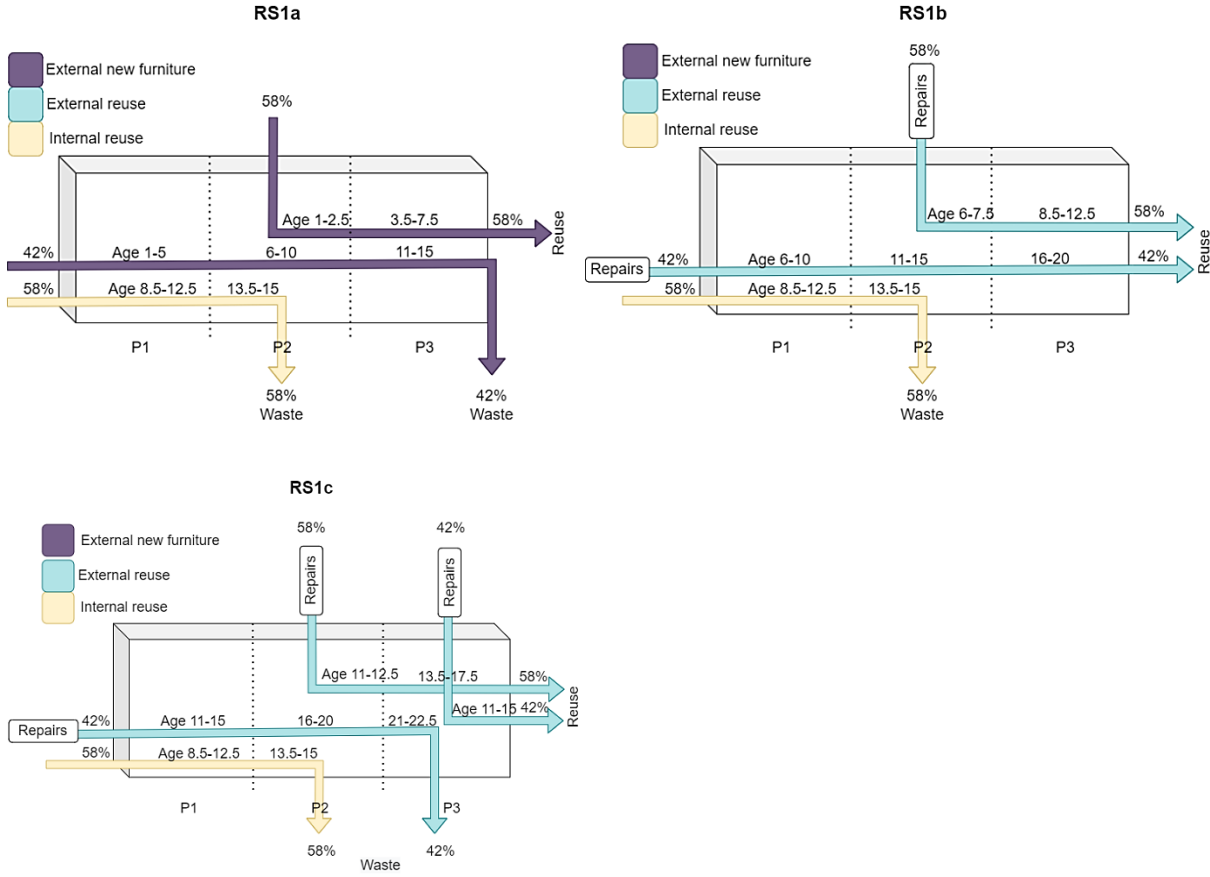 RS1a
External new furniture
External reuse
Internal reuse
58%
Age 1-2.5
3.5-7.5
58%
Reuse
42%
Age 1-5
6-10
11-15
58%
Age 8.5-12.5
13.5-15
P1
P2
P3
58%
Waste
42%
Waste
RS1b
External new furniture
External reuse
Internal reuse
58%
Repairs
Age 6-7.5
8.5-12.5
58%
Reuse
Repairs
42%
Age 6-10
11-15
16-20
42%
58%
Age 8.5-12.5
13.5-15
P1
P2
P3
58%
Waste
RS1c
External new furniture
External reuse
Internal reuse
58%
42%
Repairs
Repairs
Age 11-12.5
13.5-17.5
58%
Reuse
Age 11-15
42%
Repairs
42%
Age 11-15
16-20
21-22.5
58%
Age 8.5-12.5
13.5-15
P1
P2
P3
58%
42%
Waste